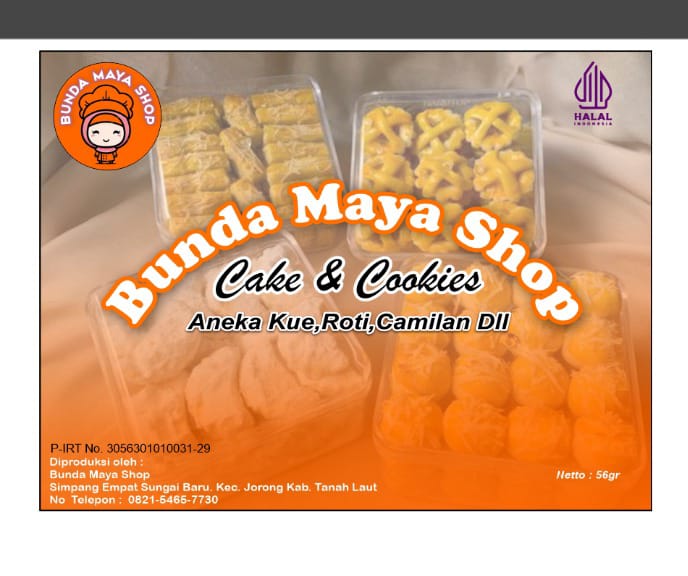 BUNDA MAYA SHOP
HALAL
INDONESIA
Bunda Maya Shop
Cake & Cookies
Aneka Kue,Roti,Camilan Dll
P-IRT No. 3056301010031-29
Diproduksi oleh :
Bunda Maya Shop
Simpang Empat Sungai Baru. Kec. Jorong Kab. Tanah Laut
No Telepon : 0821-5465-7730
Netto : 56gr